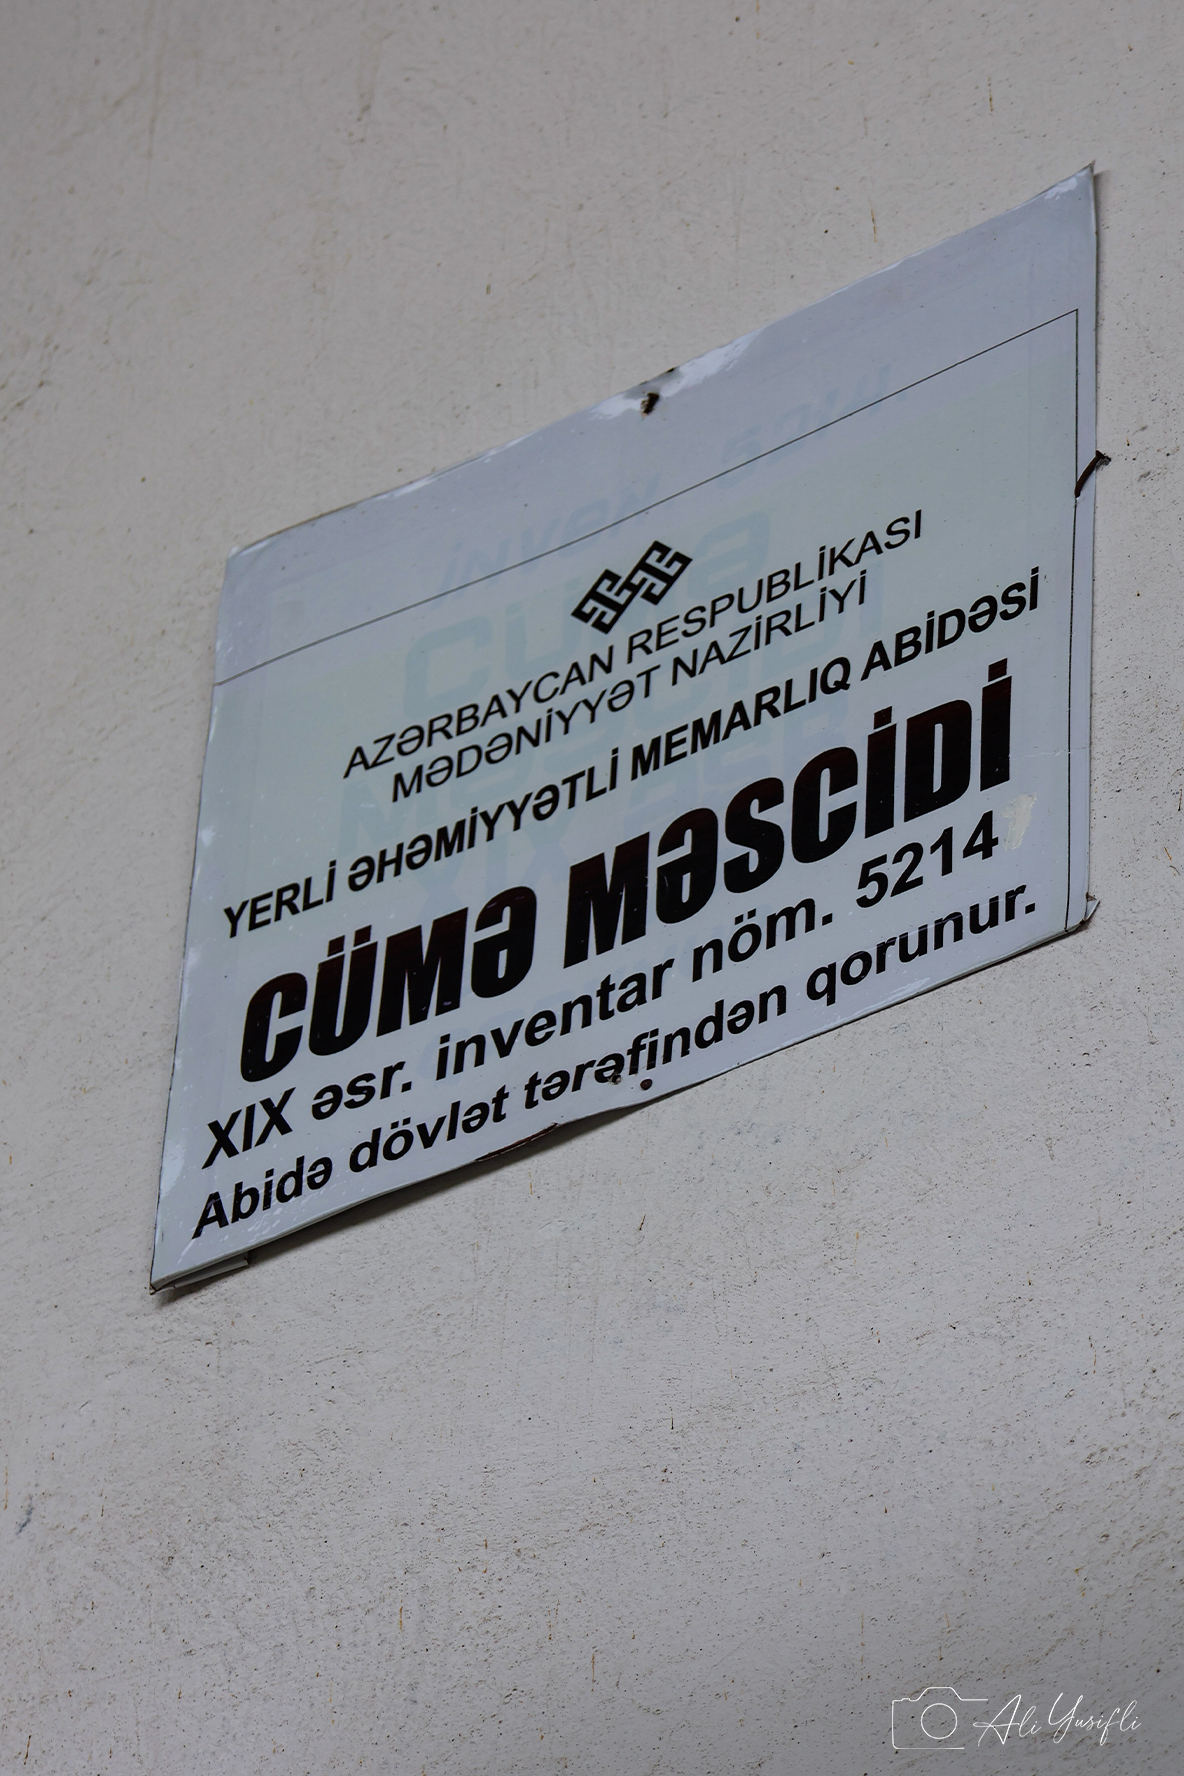 AZƏRBAYCAN RESPUBLİKASI
MƏDƏNİYYƏT NAZİRLİYİ
YERLİ ƏHƏMİYYƏTLİ MEMARLIQ ABİDƏSİ
CÜMƏ MƏSCİDİ
XIX əsr. inventar nöm. 5214
Abidə dövlət tərəfindən qorunur.
Ali Yusifli